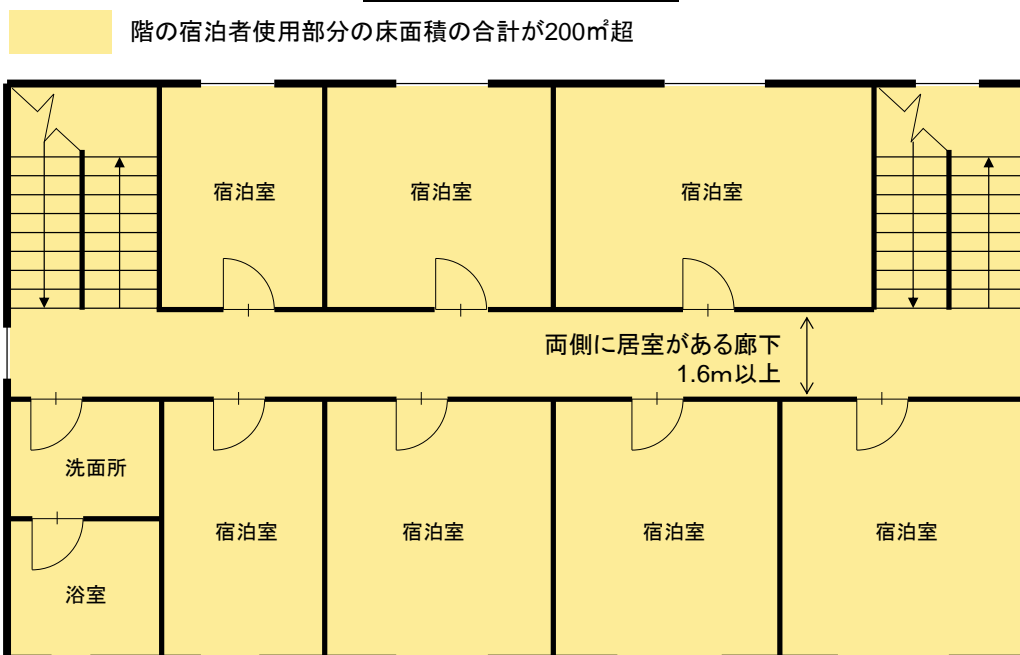 階の宿泊者使用部分の床面積の合計が200㎡超
宿泊室
宿泊室
宿泊室
両側に居室がある廊下
1.6m以上
洗面所
宿泊室
宿泊室
宿泊室
宿泊室
浴室